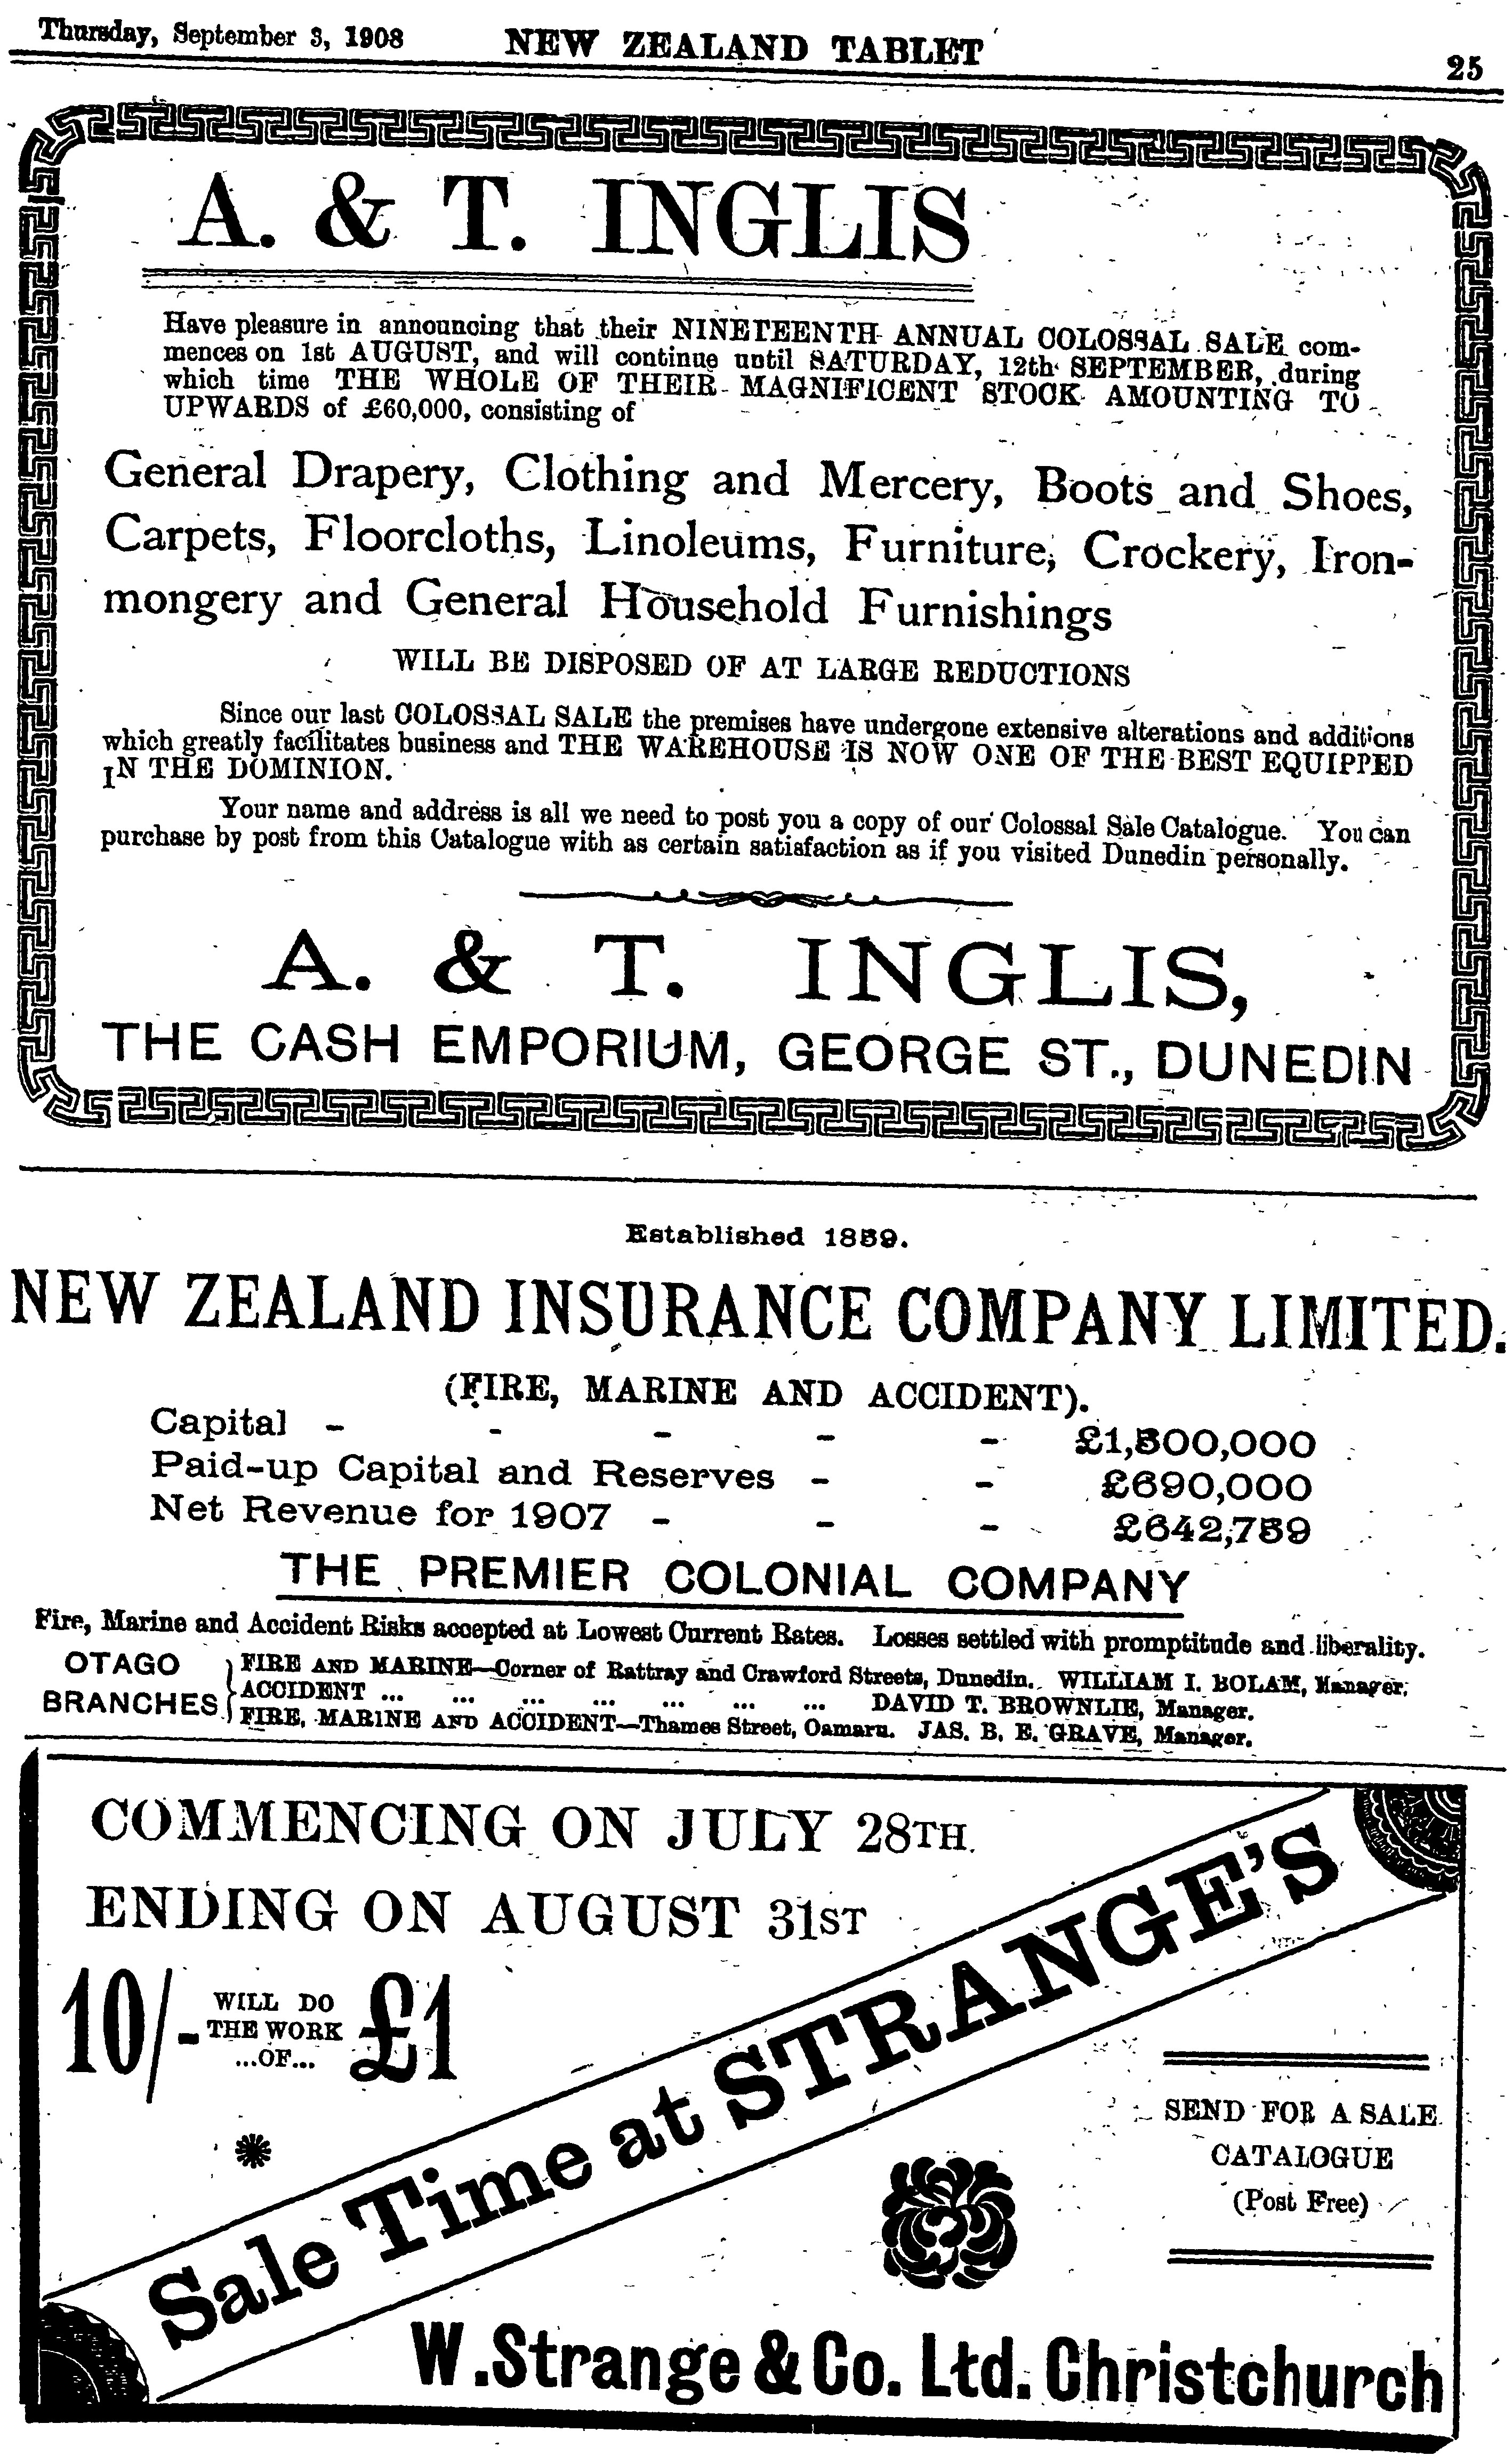 Thursday, September 3, 1908 NEW ZEALAND TABLET 25
A. & T. INGLIS
Have pleasure in announcing that their NINETEENTH ANNUAL COLOSSAL SALE com-
mences on 1st AUGUST, and will continue until SATURDAY, 12th SEPTEMBER, during
which time THE WHOLE OF THEIR MAGNIFICENT STOCK AMOUNTING TO
UPWARDS of £60,000, consisting of
General Drapery, Clothing and Mercery, Boots and Shoes,
Carpets, Floorcloths, Linoleums, Furniture, Crockery, Iron-
mongery and General Household Furnishings
WILL BE DISPOSED OF AT LARGE REDUCTIONS
Since our last COLOSSAL SALE the premises have undergone extensive alterations and additions
which greatly facilitates business and THE WAREHOUSE IS NOW ONE OF THE BEST EQUIPPED
IN THE DOMINION.
Your name and address is all we need to post you a copy of our Colossal Sale Catalogue. You can
purchase by post from this Catalogue with as certain satisfaction as if you visited Dunedin personally.
A. & T. INGLIS,
THE CASH EMPORIUM, GEORGE ST., DUNEDIN
Established 1859.
NEW ZEALAND INSURANCE COMPANY LIMITED.
(FIRE, MARINE AND ACCIDENT).
Capital - - - - - £1,500,000
Paid-up Capital and Reserves - - £690,000
Net Revenue for 1907 - - - £642,759
THE PREMIER COLONIAL COMPANY
Fire, Marine and Accident Risks accepted at Lowest Current Rates. Losses settled with promptitude and liberality.
OTAGO BRANCHES
FIRE AND MARINE—Corner of Rattray and Crawford Streets, Dunedin. WILLIAM I. BOLAM, Manager.
ACCIDENT ... ... ... ... ... ... ... DAVID T. BROWNLIE, Manager.
FIRE, MARINE AND ACCIDENT—Thames Street, Oamaru. JAS. B. E. GRAVE, Manager.
COMMENCING ON JULY 28TH.
ENDING ON AUGUST 31ST
10/- WILL DO THE WORK ...OF... £1
Sale Time at STRANGE'S
SEND FOR A SALE
CATALOGUE
(Post Free)
W. Strange & Co. Ltd. Christchurch